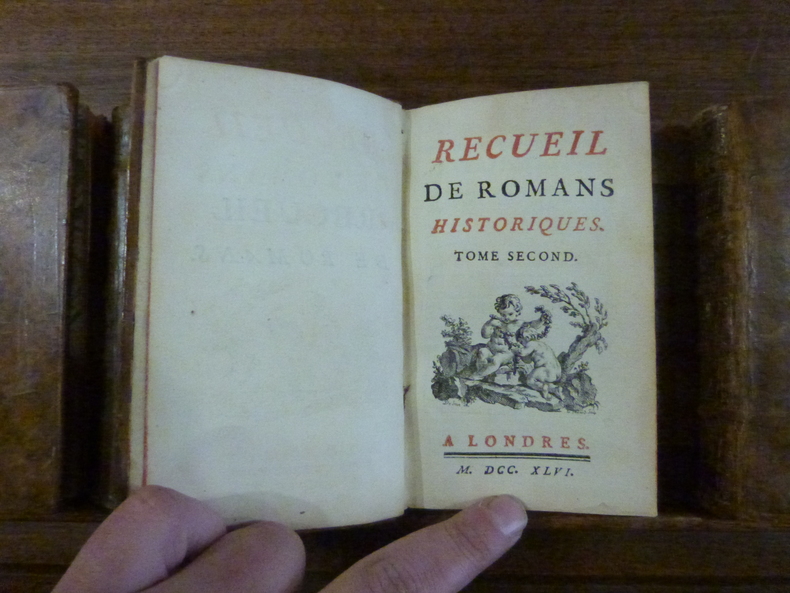 RECUEIL
DE ROMANS
HISTORIQUES.
TOME SECOND.
A LONDRES.
M. DCC. XLVI.